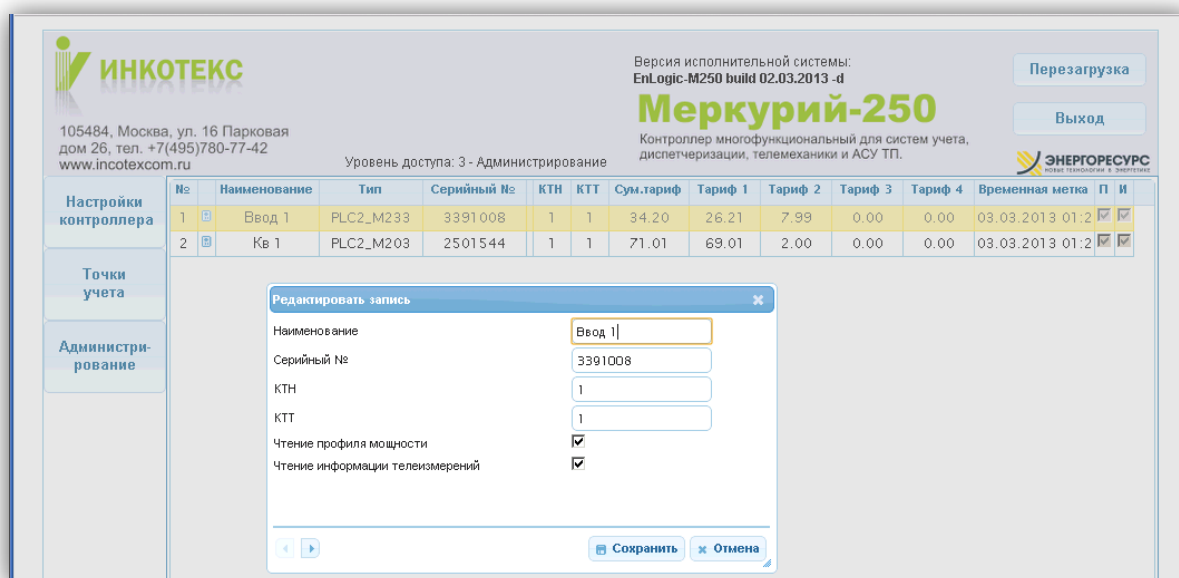 ИНКОТЕКС
105484, Москва, ул. 16 Парковая
дом 26, тел. +7(495)780-77-42
www.incotexcom.ru
Уровень доступа: 3 - Администрирование
Версия исполнительной системы:
EnLogic-M250 build 02.03.2013 -d
Меркурий-250
Контроллер многофункциональный для систем учета,
диспетчеризации, телемеханики и АСУ ТП.
Перезагрузка
Выход
ЭНЕРГОРЕСУРС
НОВЫЕ ТЕХНОЛОГИИ В ЭНЕРГЕТИКЕ
Настройки
контроллера
Точки
учета
Администри-
рование
№ Наименование Тип Серийный № КТН КТТ Сум.тариф Тариф 1 Тариф 2 Тариф 3 Тариф 4 Временная метка П И
1 Ввод 1 PLC2_M233 3391008 1 1 34.20 26.21 7.99 0.00 0.00 03.03.2013 01:2
2 Кв 1 PLC2_M203 2501544 1 1 71.01 69.01 2.00 0.00 0.00 03.03.2013 01:2
Редактировать запись
Наименование Ввод 1
Серийный № 3391008
КТН 1
КТТ 1
Чтение профиля мощности
Чтение информации телеизмерений
Сохранить Отмена